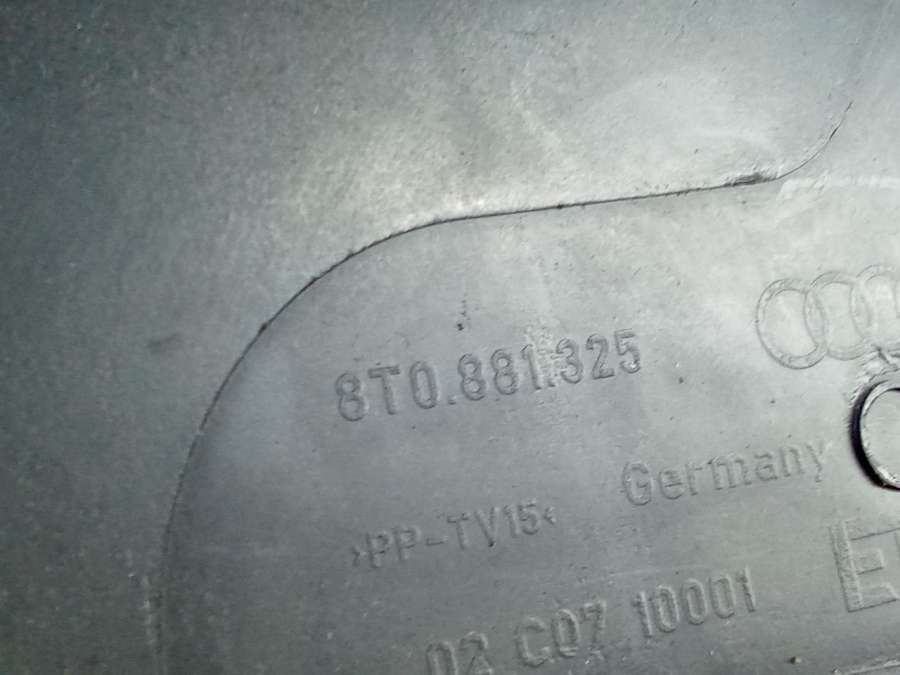 8T0.881.325
Germany
>PP-TV15<
02 C07 10001
E